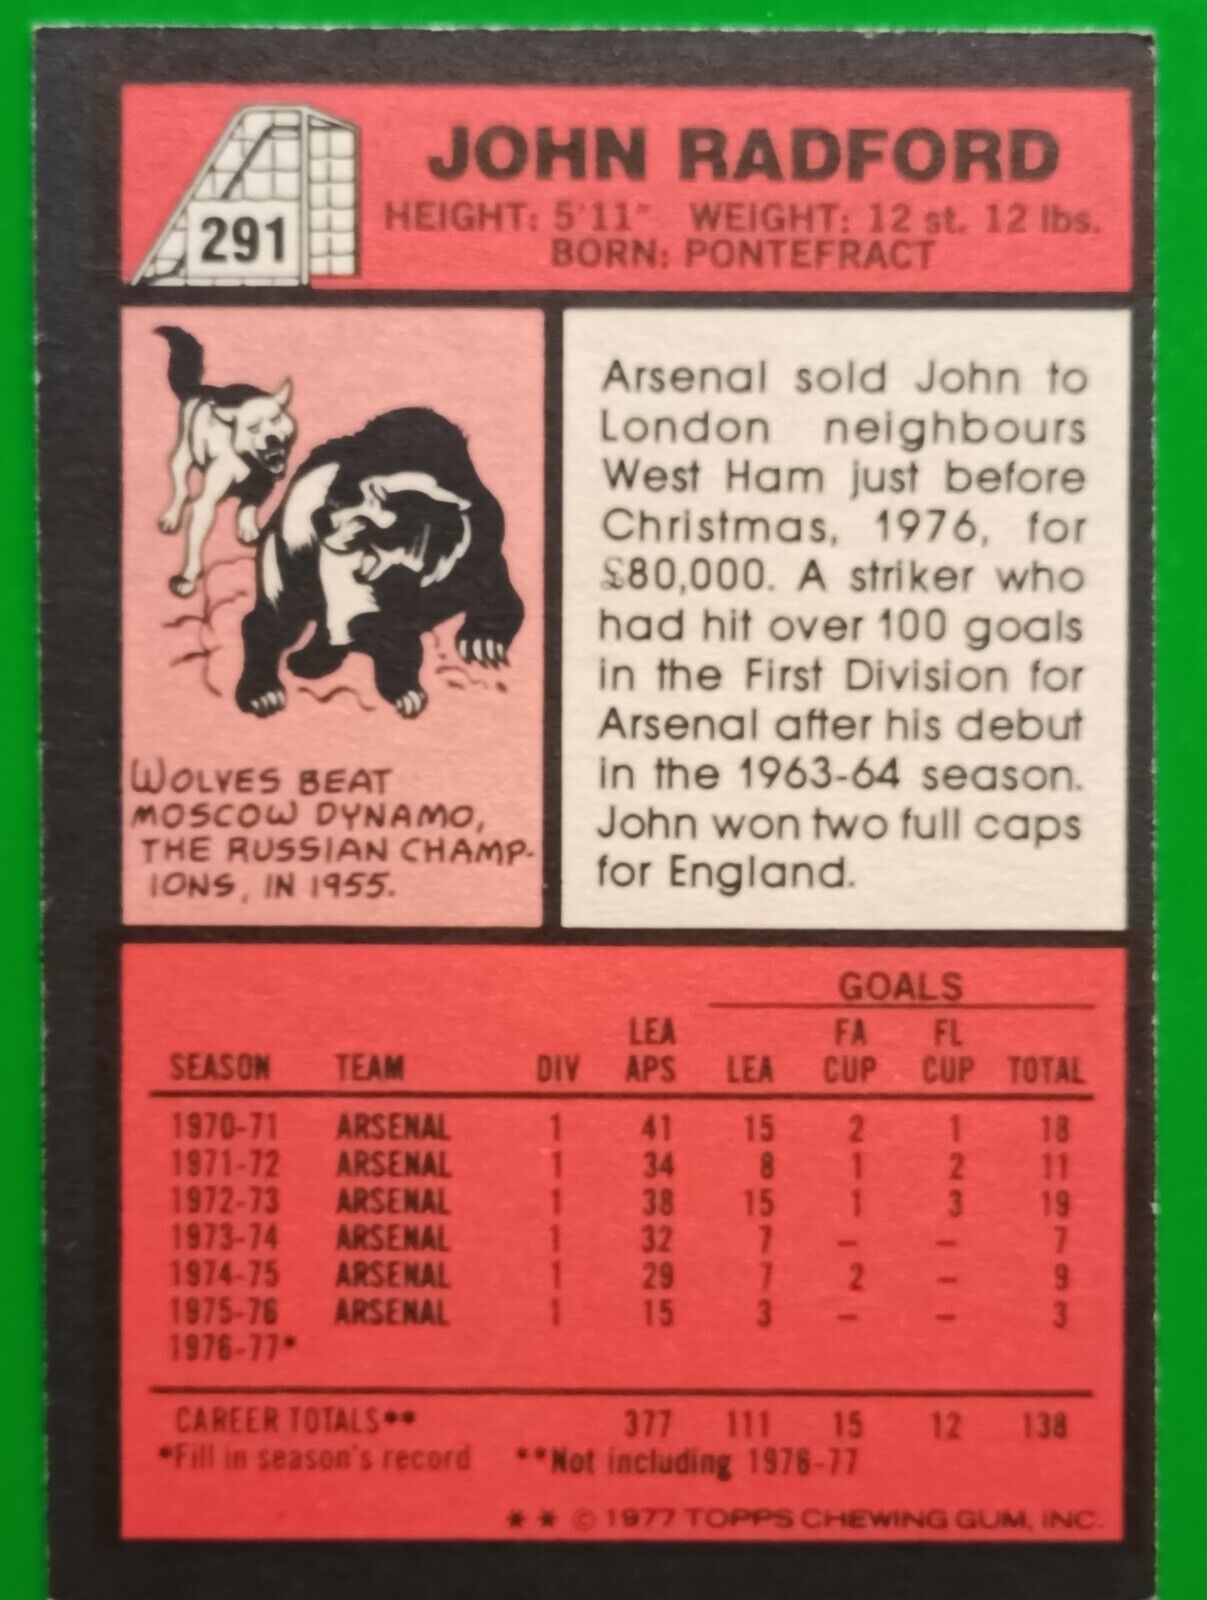 291
JOHN RADFORD
HEIGHT: 5'11" WEIGHT: 12 st. 12 lbs.
BORN: PONTEFRACT
WOLVES BEAT
MOSCOW DYNAMO,
THE RUSSIAN CHAMP-
IONS, IN 1955.
Arsenal sold John to
London neighbours
West Ham just before
Christmas, 1976, for
£80,000. A striker who
had hit over 100 goals
in the First Division for
Arsenal after his debut
in the 1963-64 season.
John won two full caps
for England.
GOALS
LEA FA FL
SEASON TEAM DIV APS LEA CUP CUP TOTAL
1970-71 ARSENAL 1 41 15 2 1 18
1971-72 ARSENAL 1 34 8 1 2 11
1972-73 ARSENAL 1 38 15 1 3 19
1973-74 ARSENAL 1 32 7 – – 7
1974-75 ARSENAL 1 29 7 2 – 9
1975-76 ARSENAL 1 15 3 – – 3
1976-77*
CAREER TOTALS** 377 111 15 12 138
*Fill in season's record **Not including 1976-77
* * © 1977 TOPPS CHEWING GUM, INC.